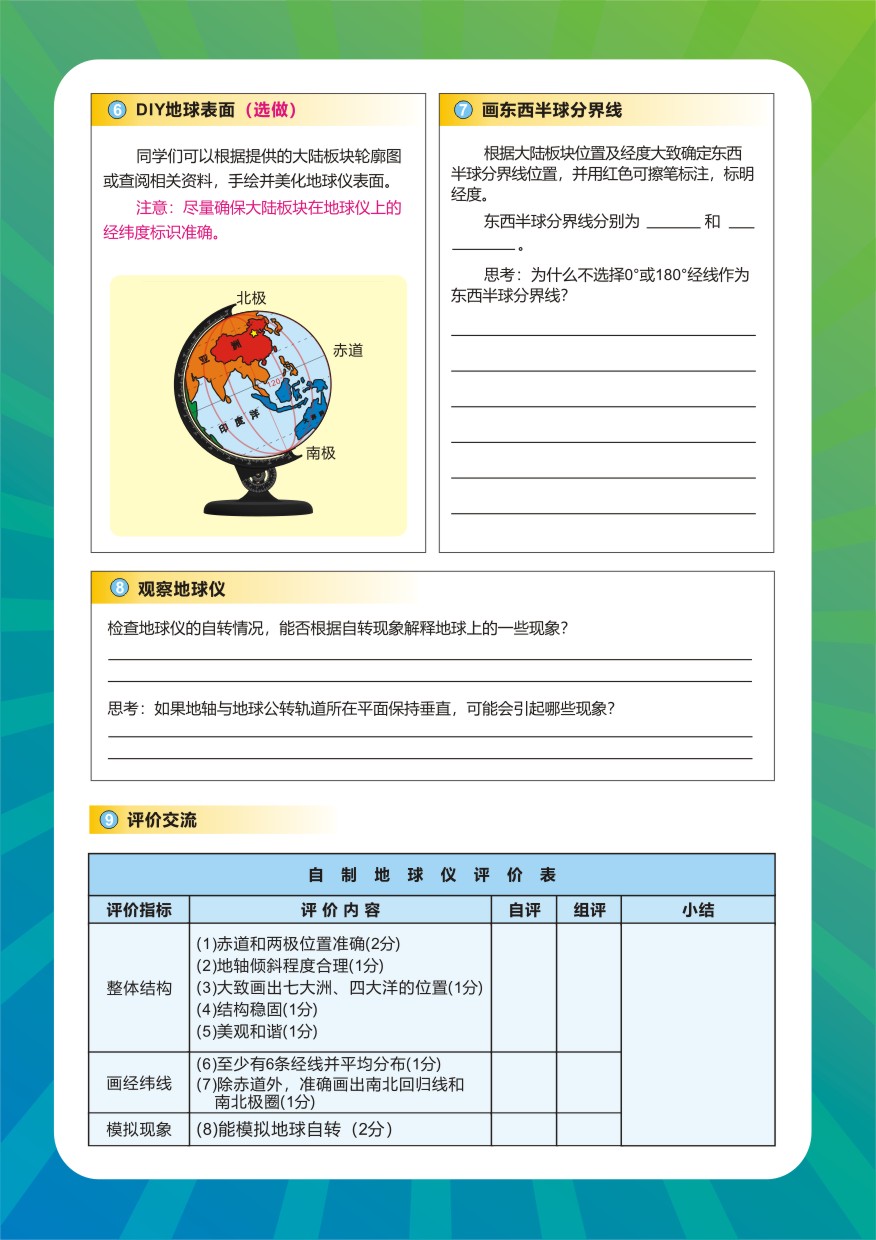 6 DIY地球表面（选做）
同学们可以根据提供的大陆板块轮廓图
或查阅相关资料，手绘并美化地球仪表面。
注意：尽量确保大陆板块在地球仪上的
经纬度标识准确。
北极
亚 洲
赤道
120°
印 度 洋
南极
7 画东西半球分界线
根据大陆板块位置及经度大致确定东西
半球分界线位置，并用红色可擦笔标注，标明
经度。
东西半球分界线分别为 ______ 和 ___
_______。
思考：为什么不选择0°或180°经线作为
东西半球分界线？
8 观察地球仪
检查地球仪的自转情况，能否根据自转现象解释地球上的一些现象？
思考：如果地轴与地球公转轨道所在平面保持垂直，可能会引起哪些现象？
9 评价交流
自 制 地 球 仪 评 价 表
评价指标 评 价 内 容 自评 组评 小结
整体结构
(1)赤道和两极位置准确(2分)
(2)地轴倾斜程度合理(1分)
(3)大致画出七大洲、四大洋的位置(1分)
(4)结构稳固(1分)
(5)美观和谐(1分)
画经纬线
(6)至少有6条经线并平均分布(1分)
(7)除赤道外，准确画出南北回归线和
南北极圈(1分)
模拟现象
(8)能模拟地球自转（2分）